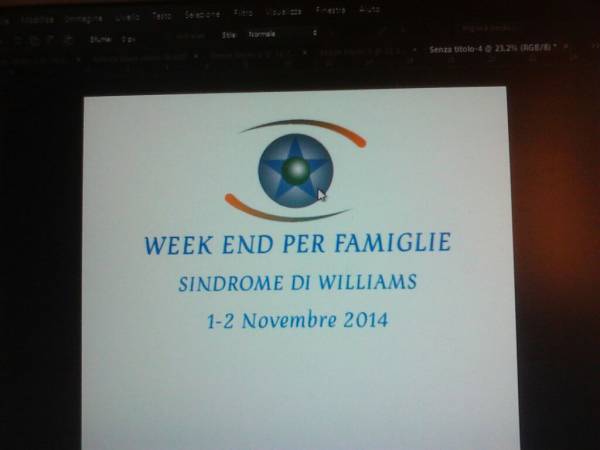 Modifica Immagine Livello Testo Selezione Filtro Visualizza Finestra Aiuto
Sfuma: 0 px Stile: Normale
Senza titolo-4 @ 23,2% (RGB/8) *
WEEK END PER FAMIGLIE
SINDROME DI WILLIAMS
1-2 Novembre 2014